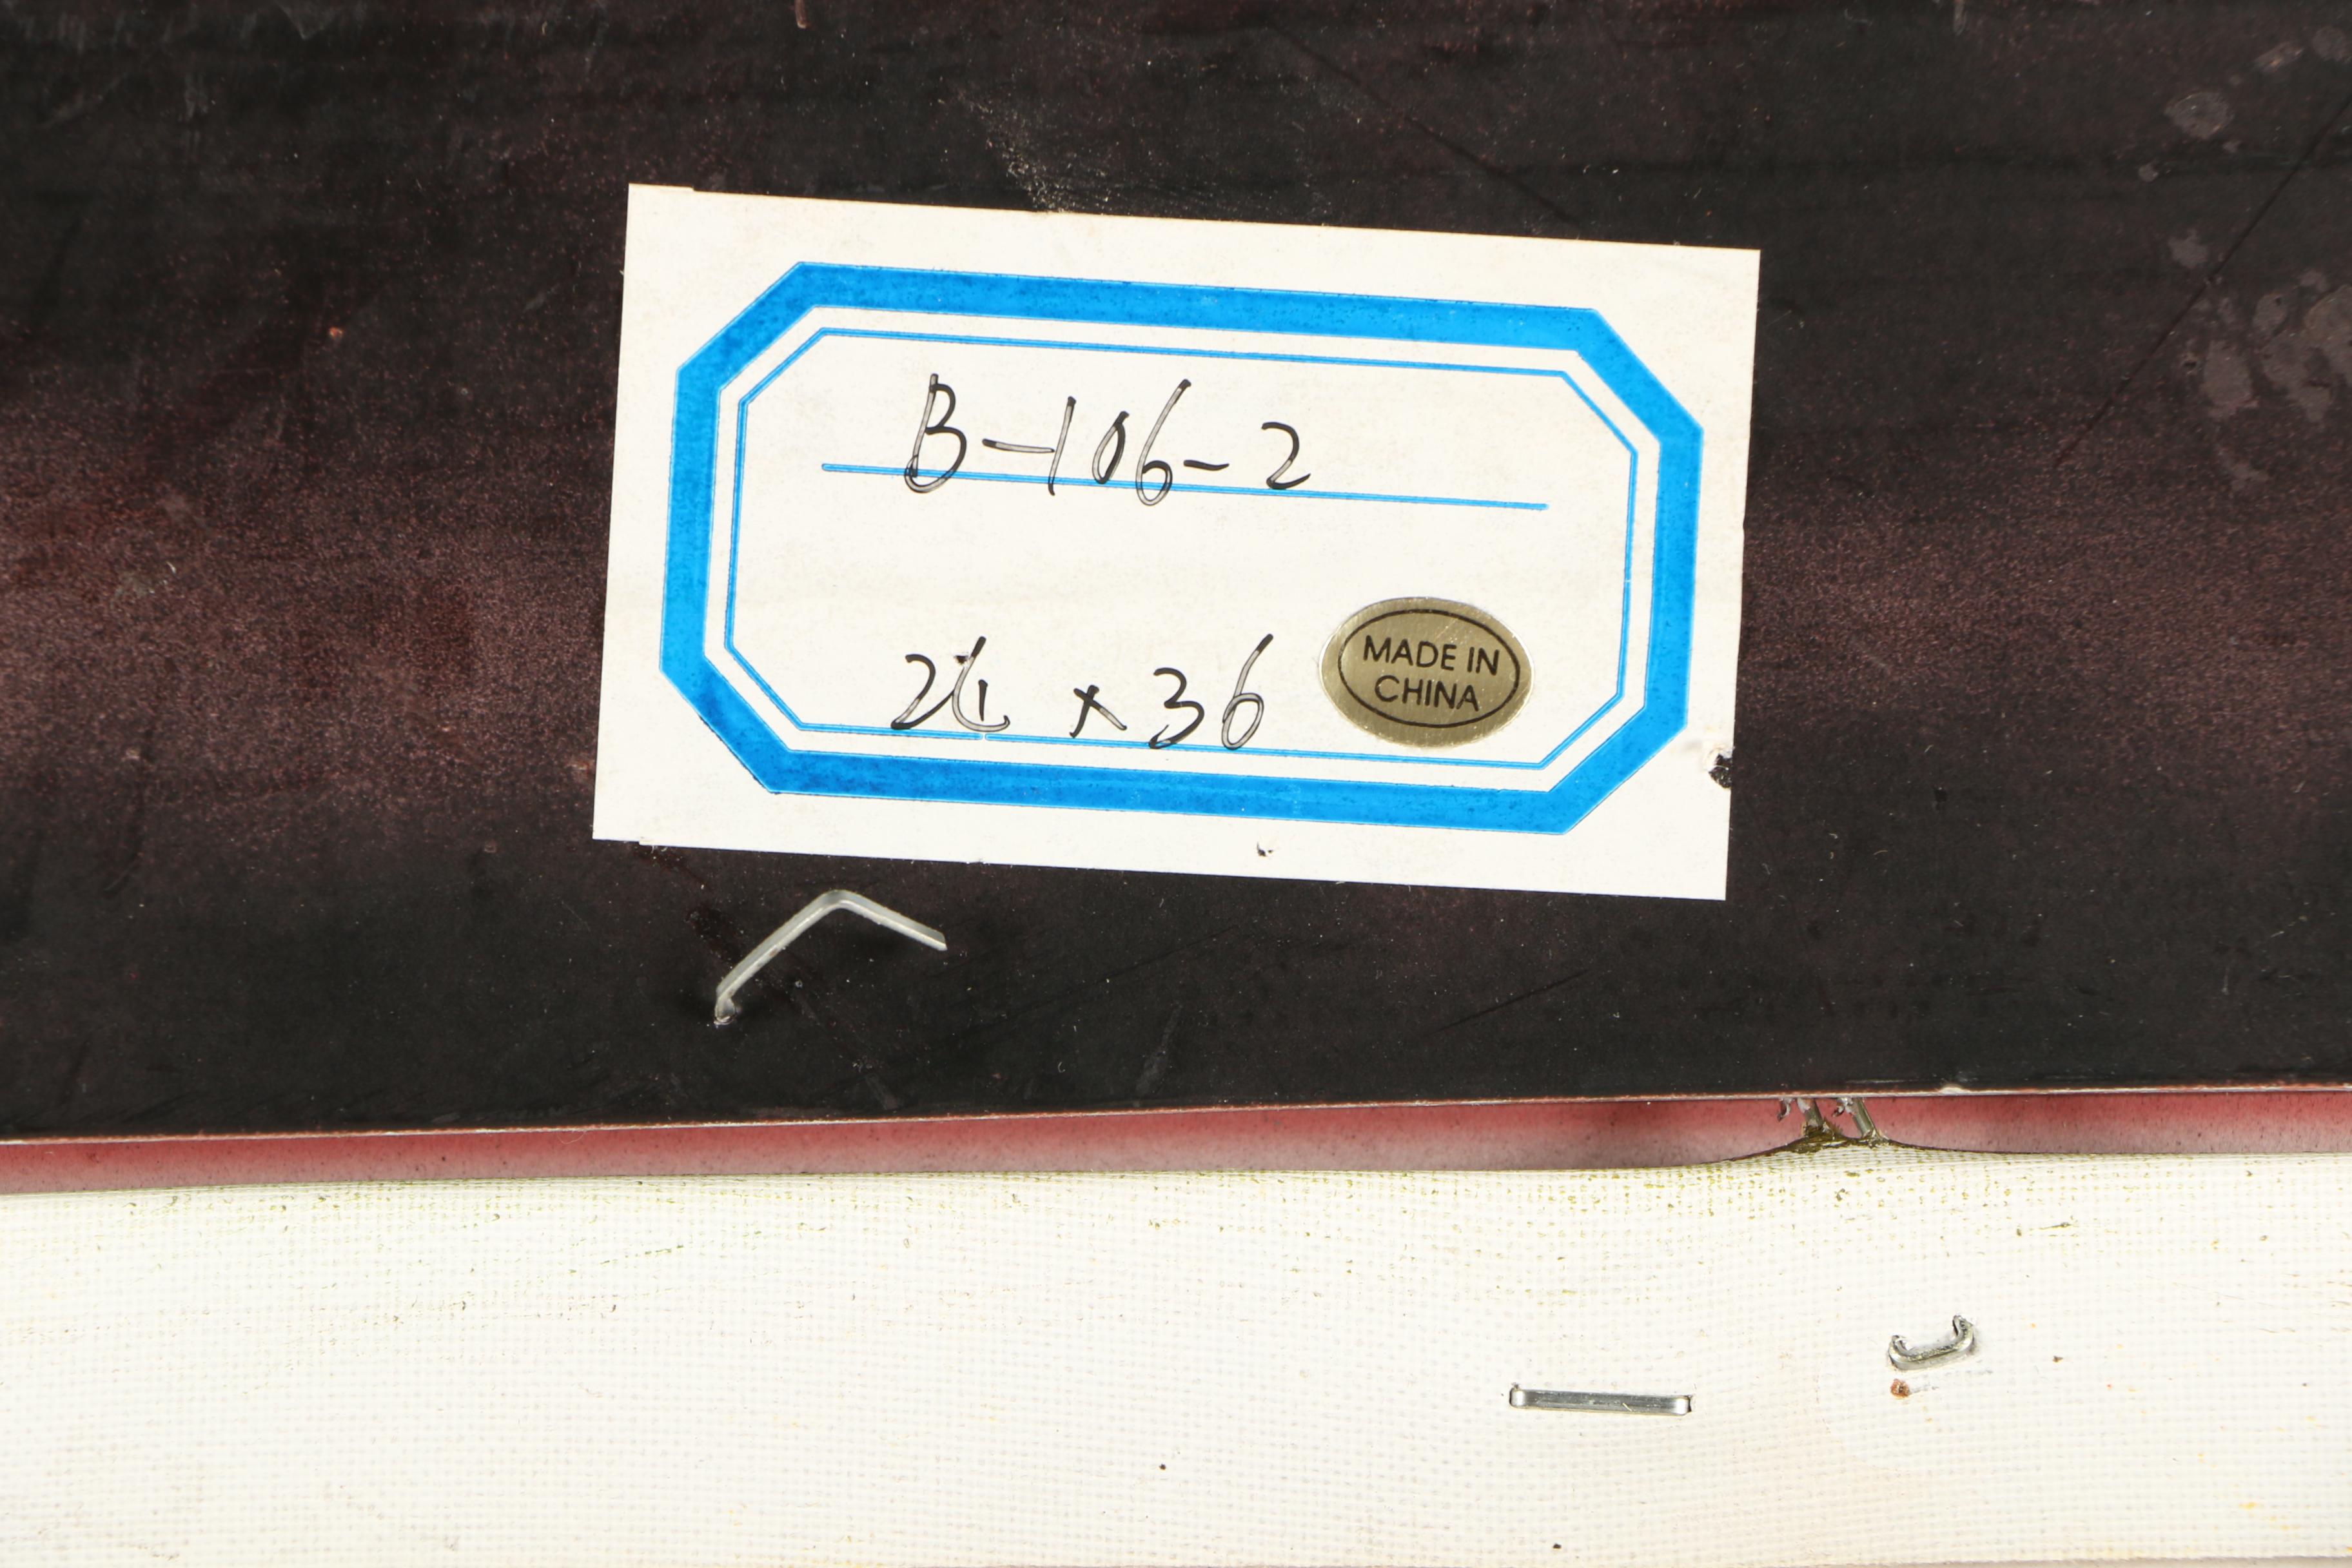 B-106-2
24 x 36
MADE IN
CHINA